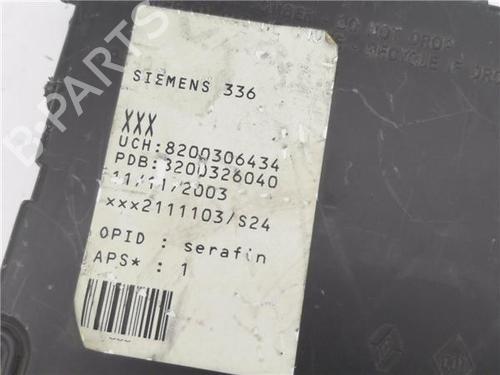 DO NOT DROP
RECYCLE
SIEMENS 336
XXX
UCH:8200306434
PDB:8200326040
11/11/2003
xxx2111103/S24
OPID : serafin
APS* : 1
B-PARTS